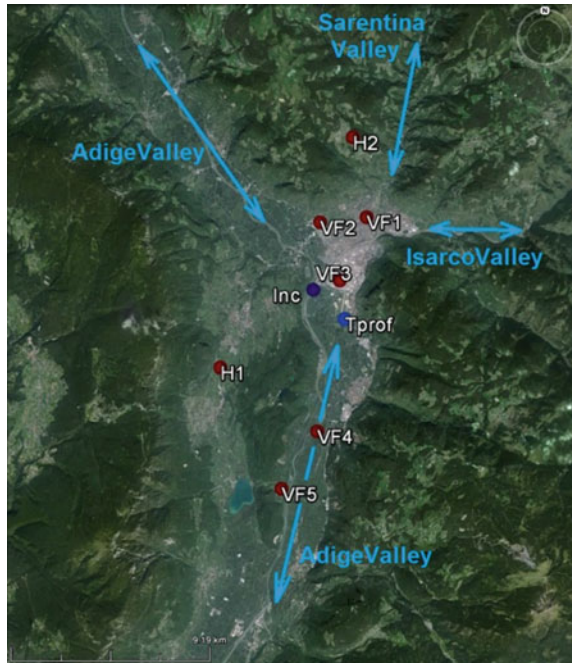 N
Sarentina
Valley
AdigeValley
H2
VF2
VF1
IsarcoValley
VF3
Inc
Tprof
H1
VF4
VF5
AdigeValley
9.19 km